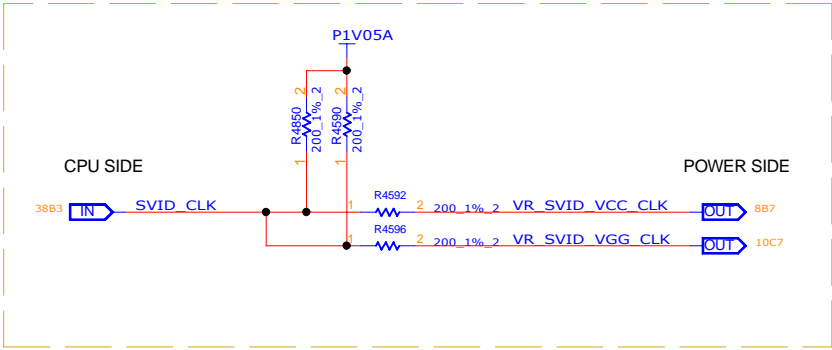 P1V05A
2
2
R4850
200_1%_2
R4590
200_1%_2
1
1
CPU SIDE
POWER SIDE
R4592
38B3
IN
SVID_CLK
1
2
200_1%_2
VR_SVID_VCC_CLK
OUT
8B7
R4596
1
2
200_1%_2
VR_SVID_VGG_CLK
OUT
10C7